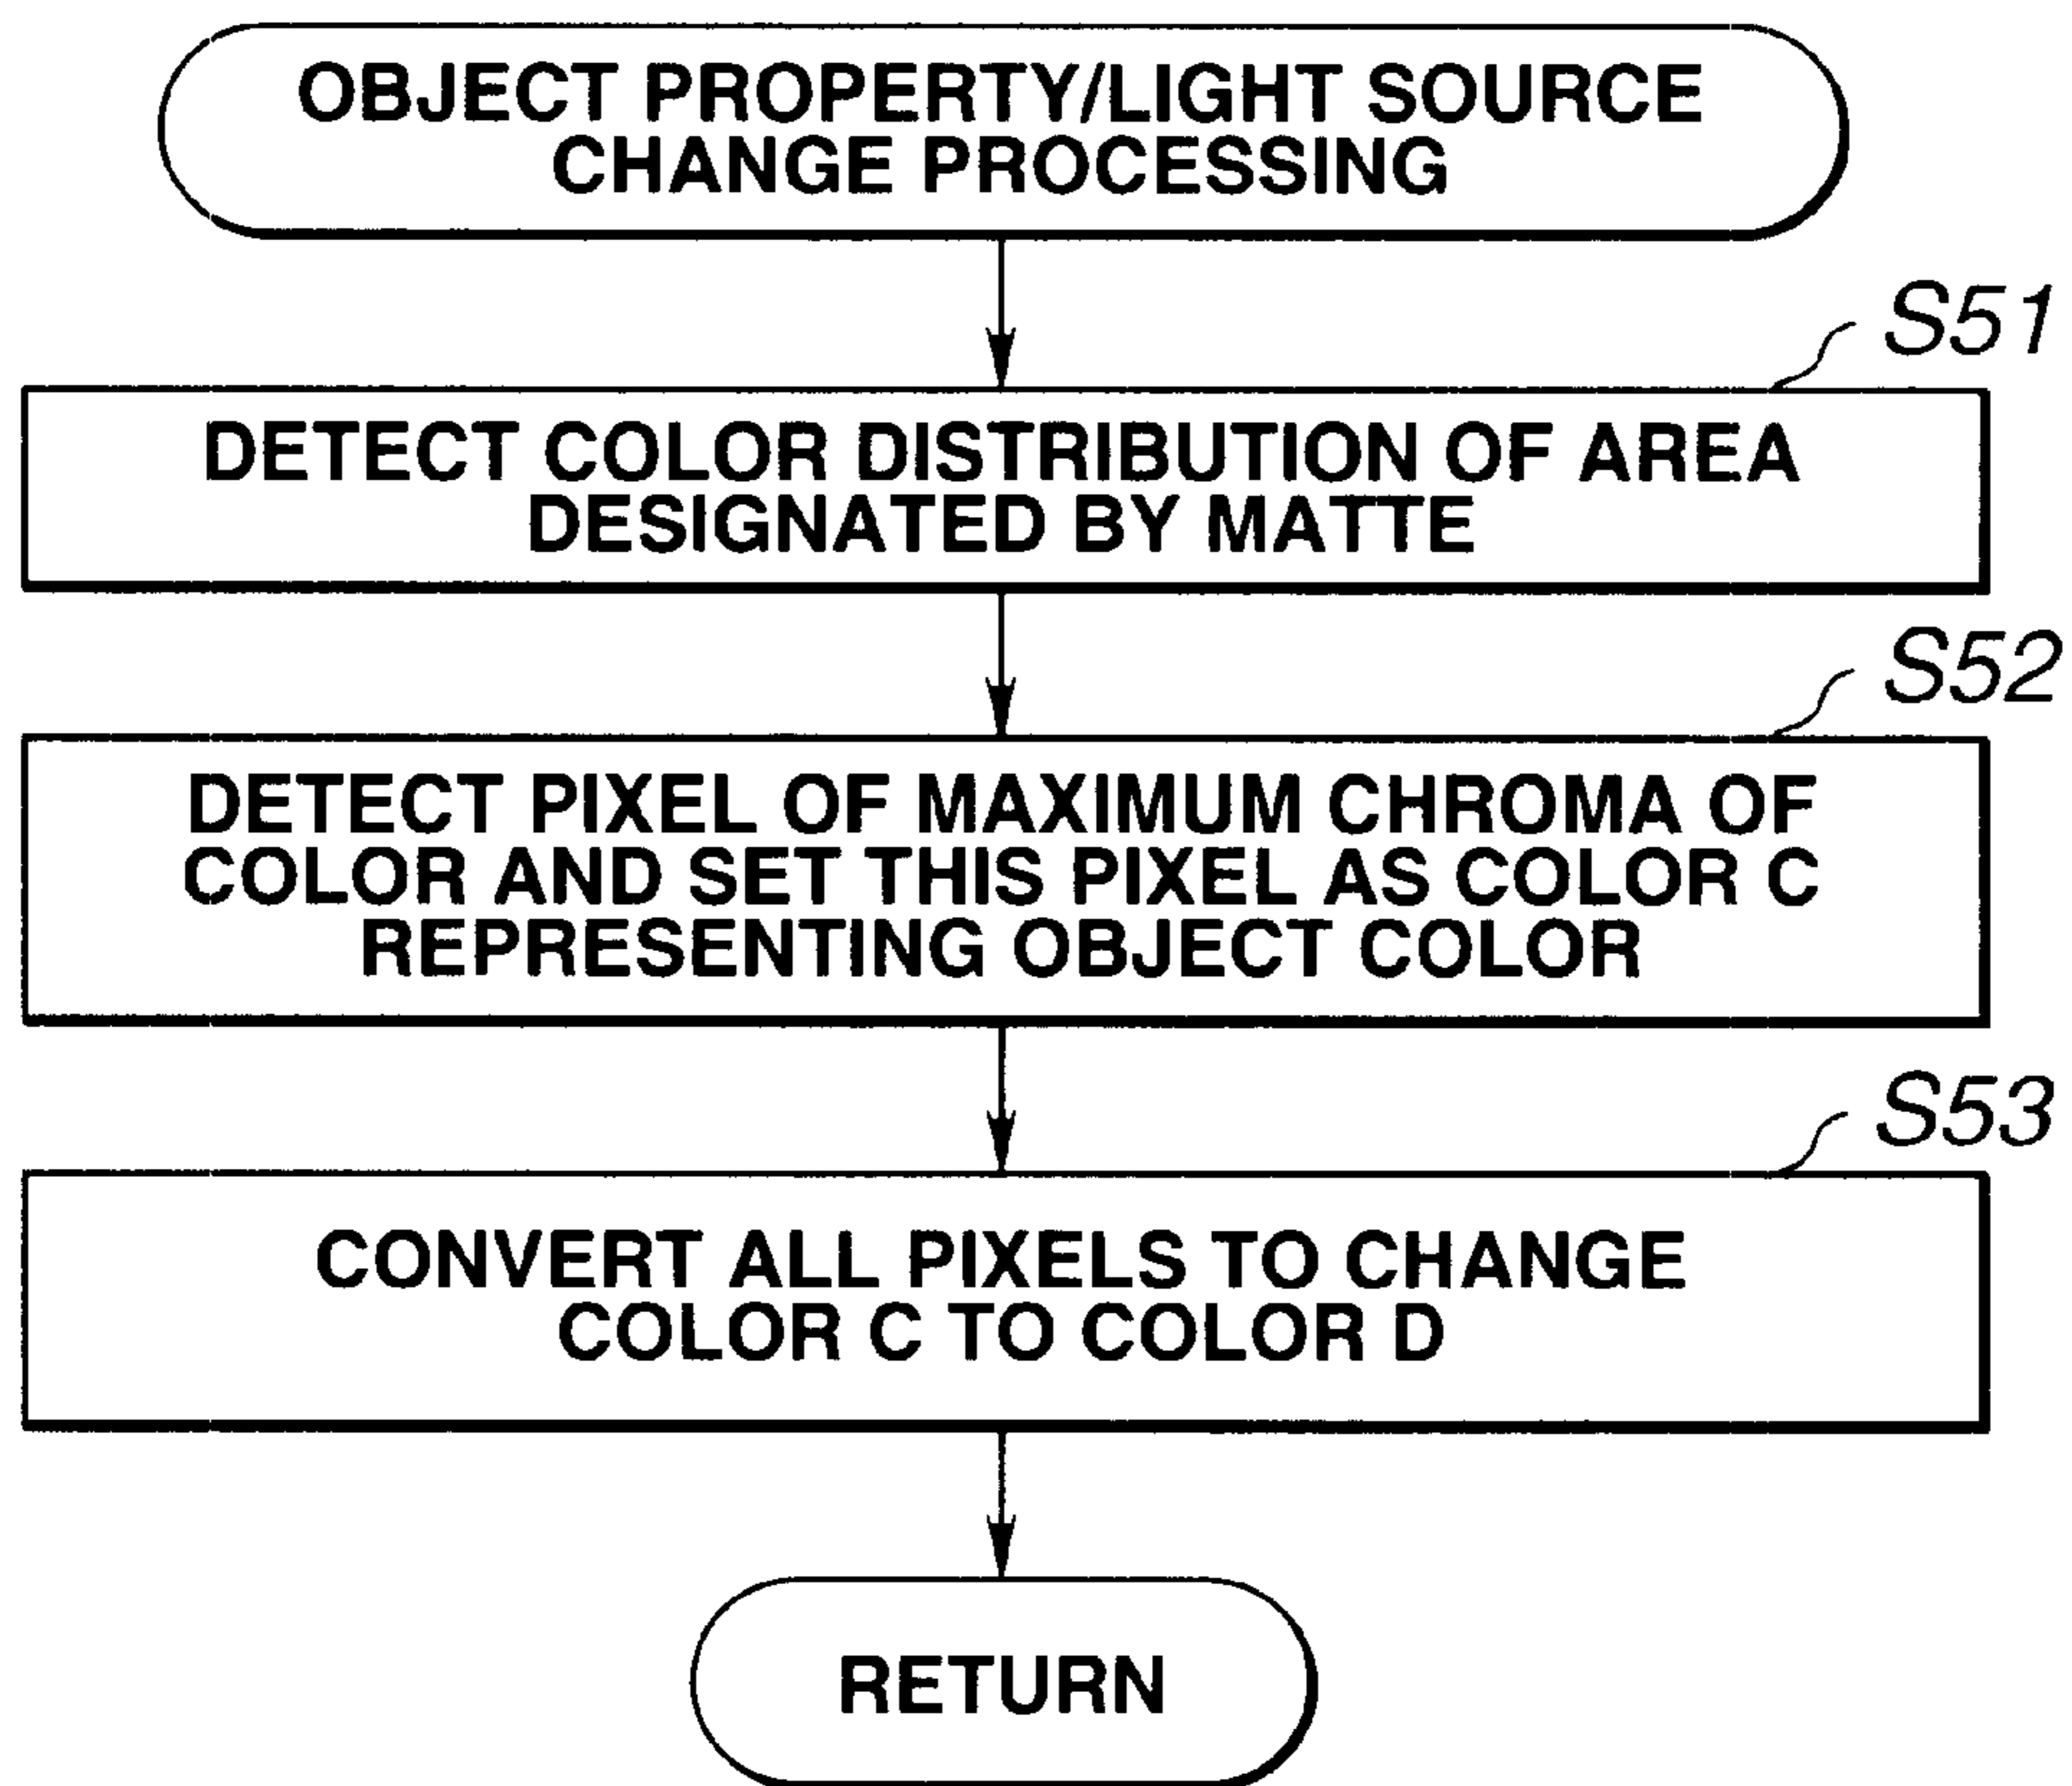 OBJECT PROPERTY/LIGHT SOURCE
CHANGE PROCESSING
S51
DETECT COLOR DISTRIBUTION OF AREA
DESIGNATED BY MATTE
S52
DETECT PIXEL OF MAXIMUM CHROMA OF
COLOR AND SET THIS PIXEL AS COLOR C
REPRESENTING OBJECT COLOR
S53
CONVERT ALL PIXELS TO CHANGE
COLOR C TO COLOR D
RETURN